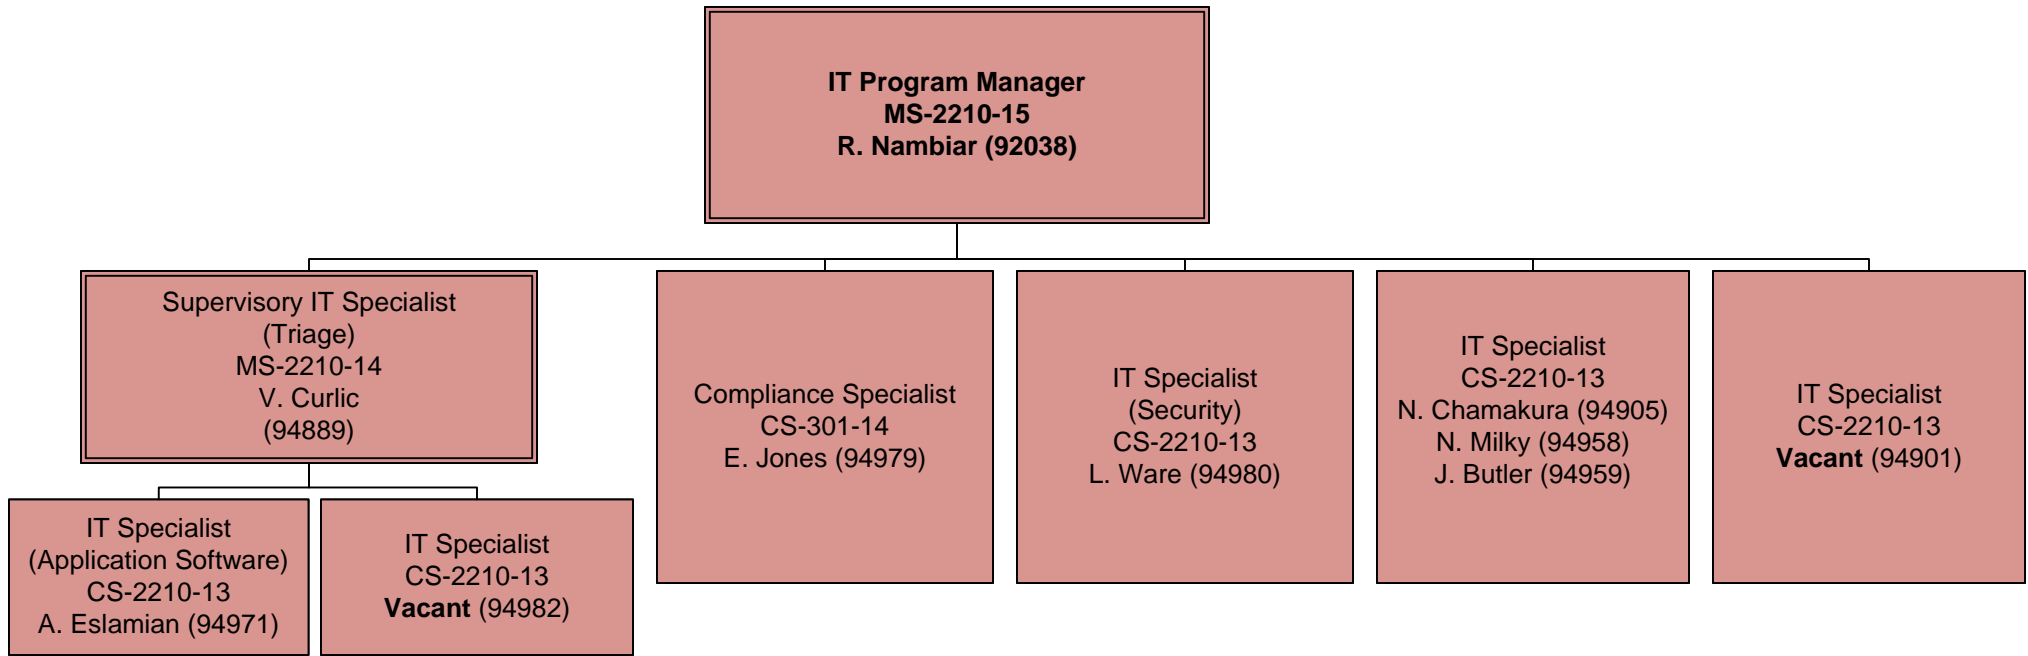 IT Program Manager
MS-2210-15
R. Nambiar (92038)
Supervisory IT Specialist
(Triage)
MS-2210-14
V. Curlic
(94889)
IT Specialist
(Application Software)
CS-2210-13
A. Eslamian (94971)
IT Specialist
CS-2210-13
Vacant (94982)
Compliance Specialist
CS-301-14
E. Jones (94979)
IT Specialist
(Security)
CS-2210-13
L. Ware (94980)
IT Specialist
CS-2210-13
N. Chamakura (94905)
N. Milky (94958)
J. Butler (94959)
IT Specialist
CS-2210-13
Vacant (94901)